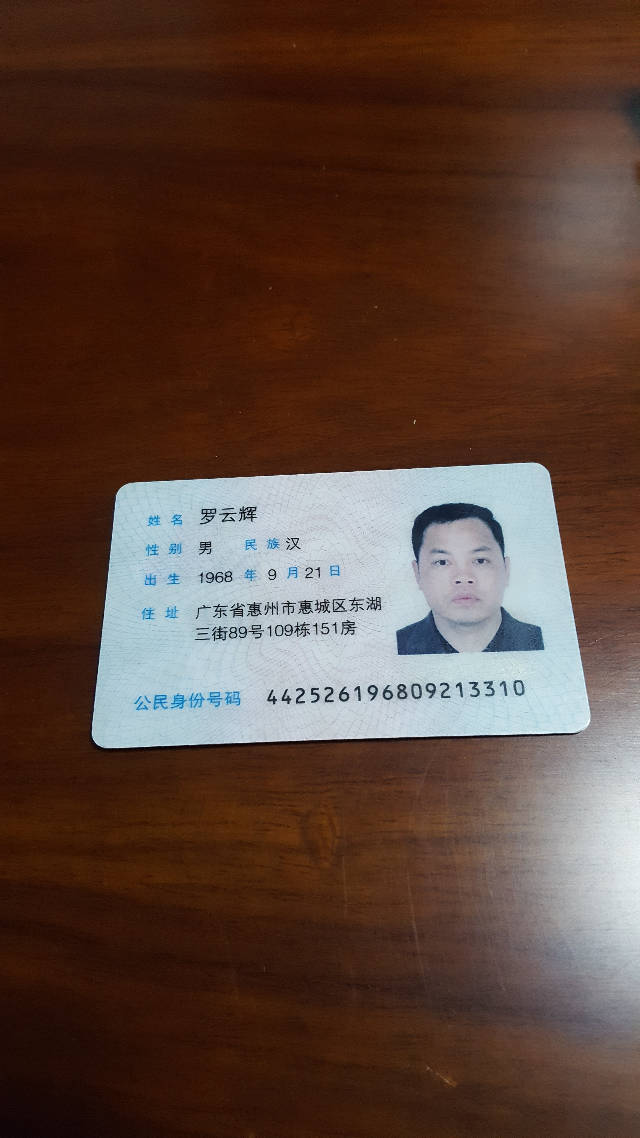 姓名 罗云辉
性别 男 民族 汉
出生 1968 年 9 月 21 日
住址 广东省惠州市惠城区东湖
三街89号109栋151房
公民身份号码 442526196809213310